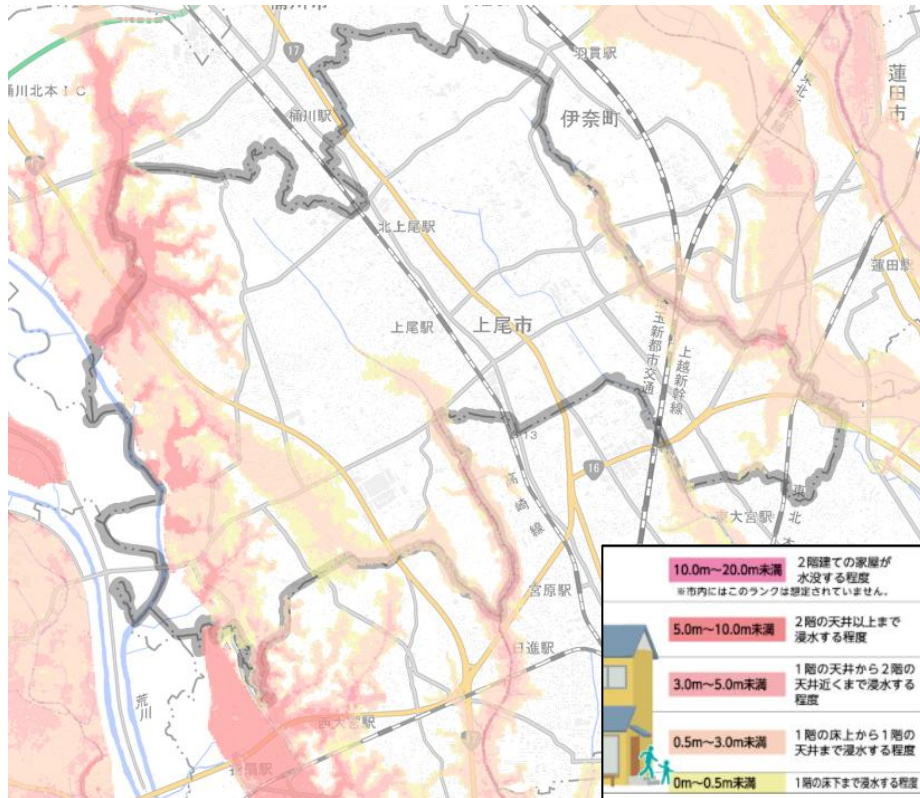 桶川市
17
羽貫駅
蓮田市
桶川北本IC
桶川駅
伊奈町
北上尾駅
蓮田駅
上尾駅
上尾市
埼玉新都市交通
上越新幹線
16
高崎線
東大宮駅
宮原駅
日進駅
荒川
西大宮駅
指扇駅
10.0m～20.0m未満
2階建ての家屋が
水没する程度
※市内にはこのランクは想定されていません。
5.0m～10.0m未満
2階の天井以上まで
浸水する程度
3.0m～5.0m未満
1階の天井から2階の
天井近くまで浸水する
程度
0.5m～3.0m未満
1階の床上から1階の
天井まで浸水する程度
0m～0.5m未満
1階の床下まで浸水する程度